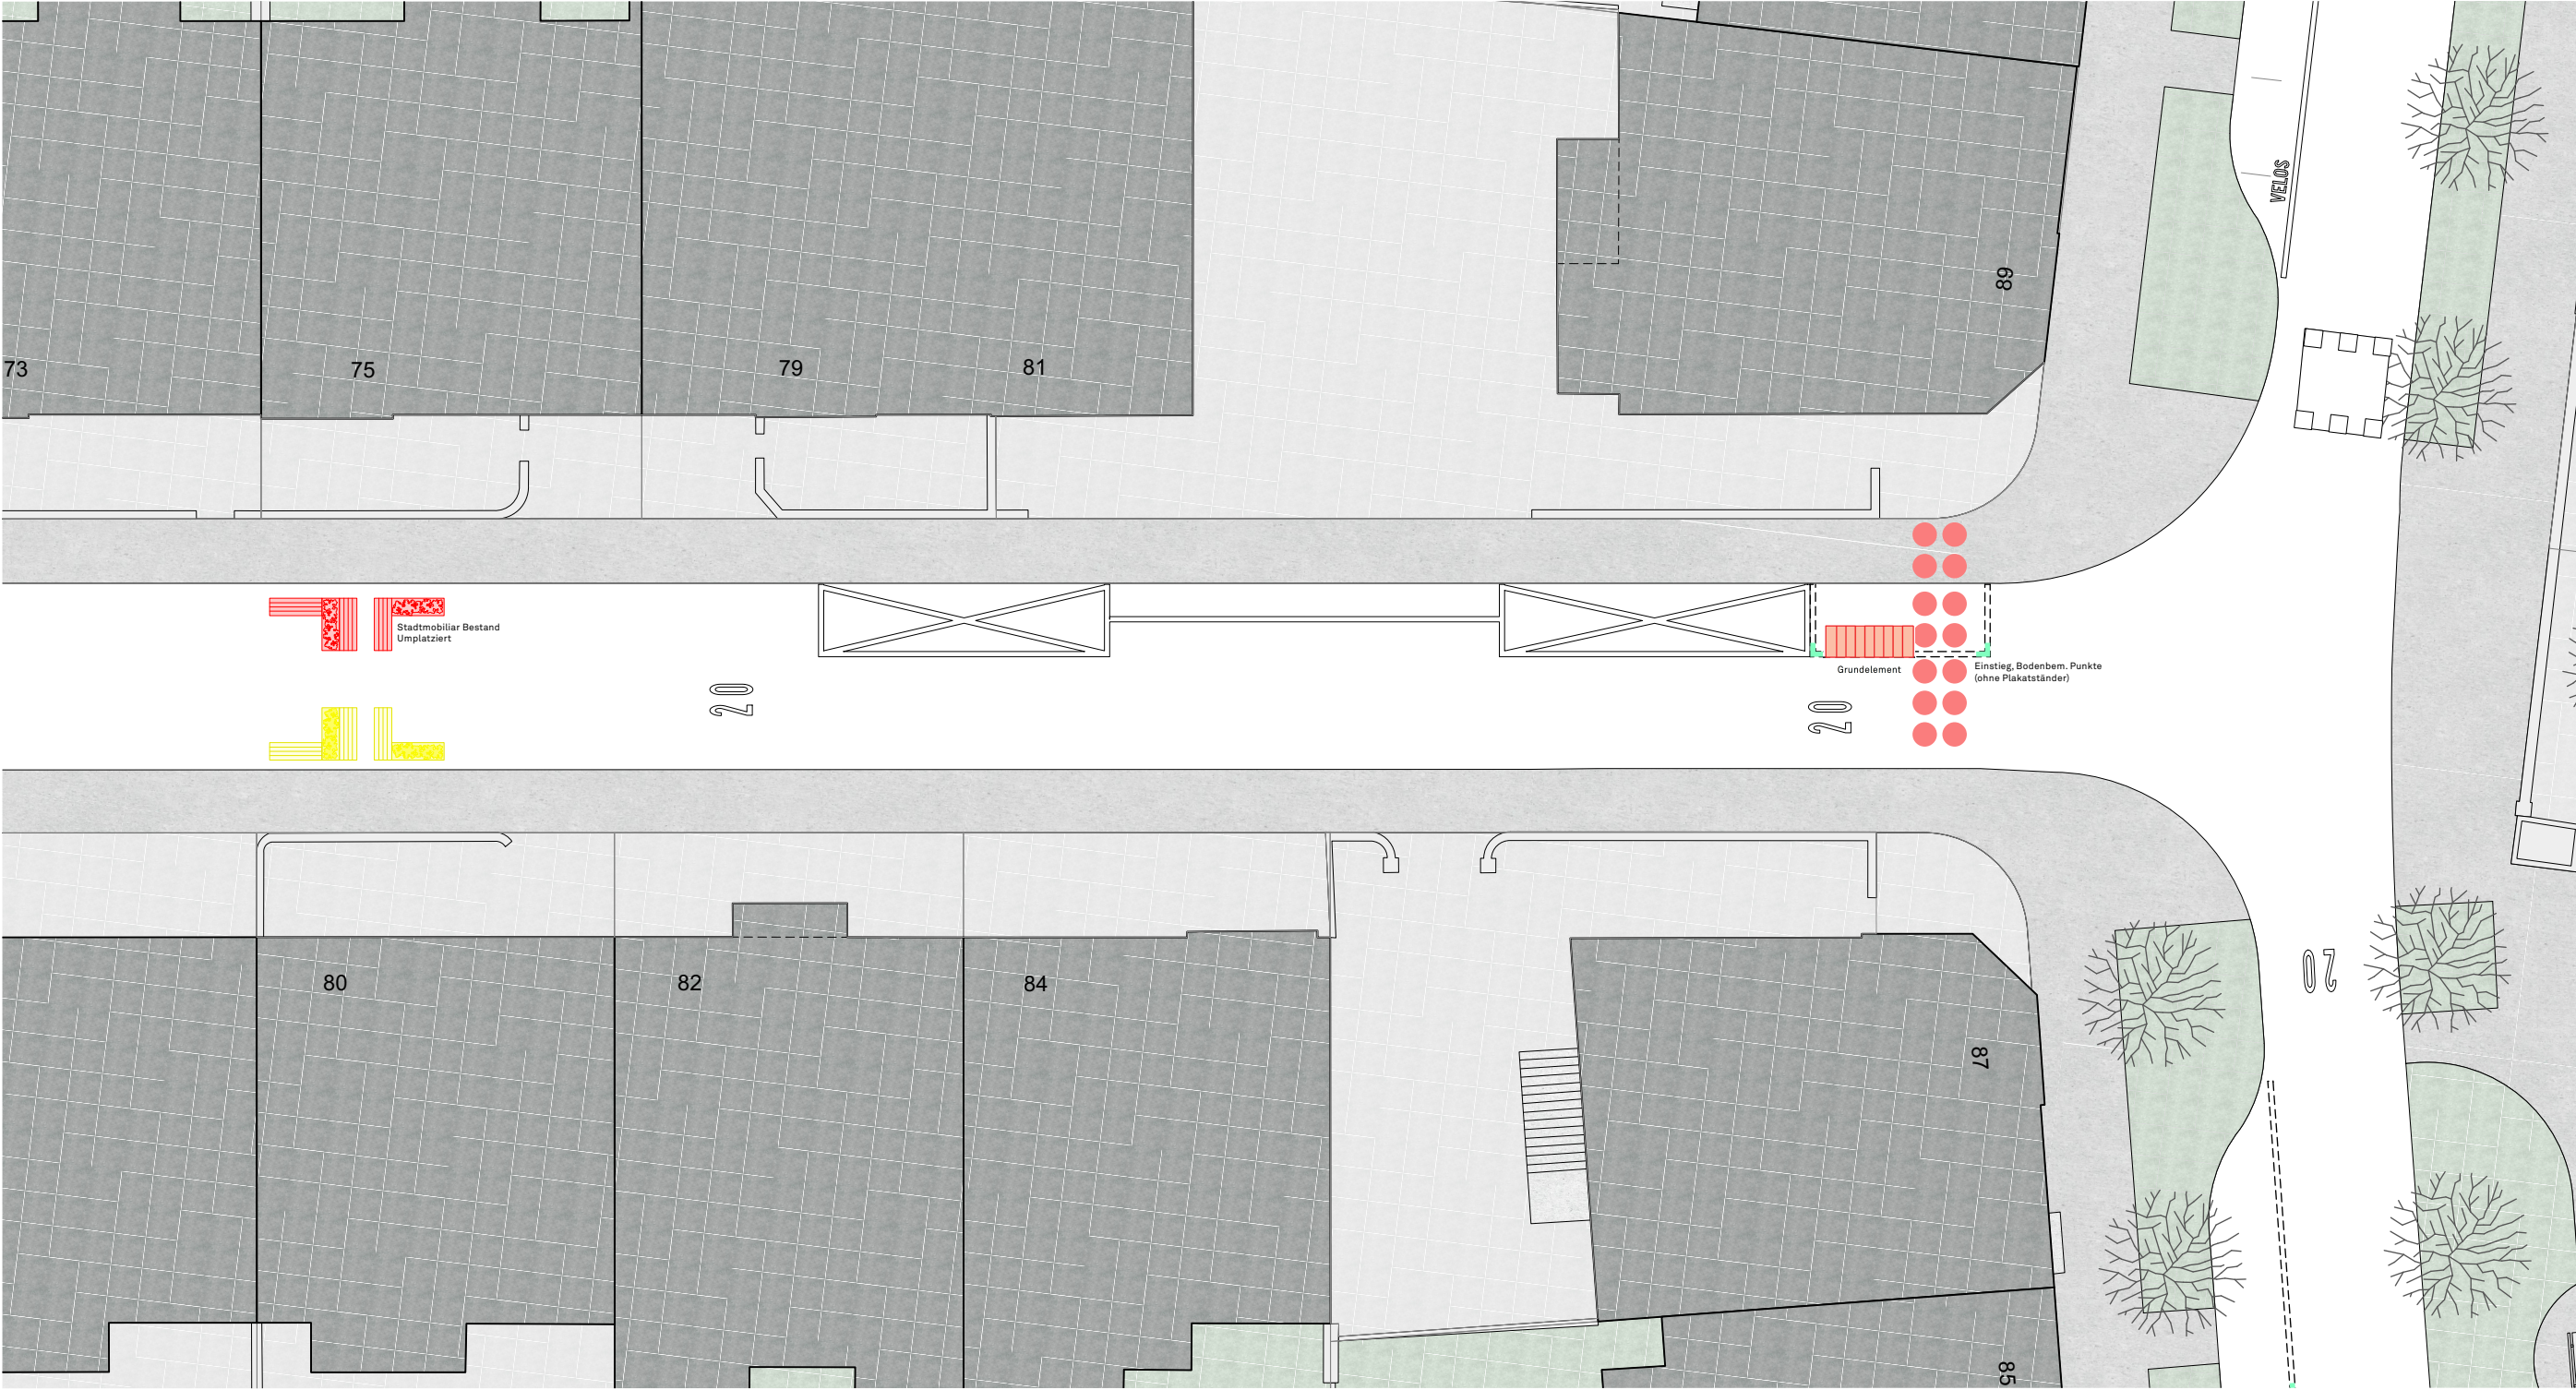 VELOS
89
73
75
79
81
Stadtmobiliar Bestand
Umplatziert
20
Grundelement
20
Einstieg, Bodenbem. Punkte
(ohne Plakatständer)
80
82
84
20
87
85